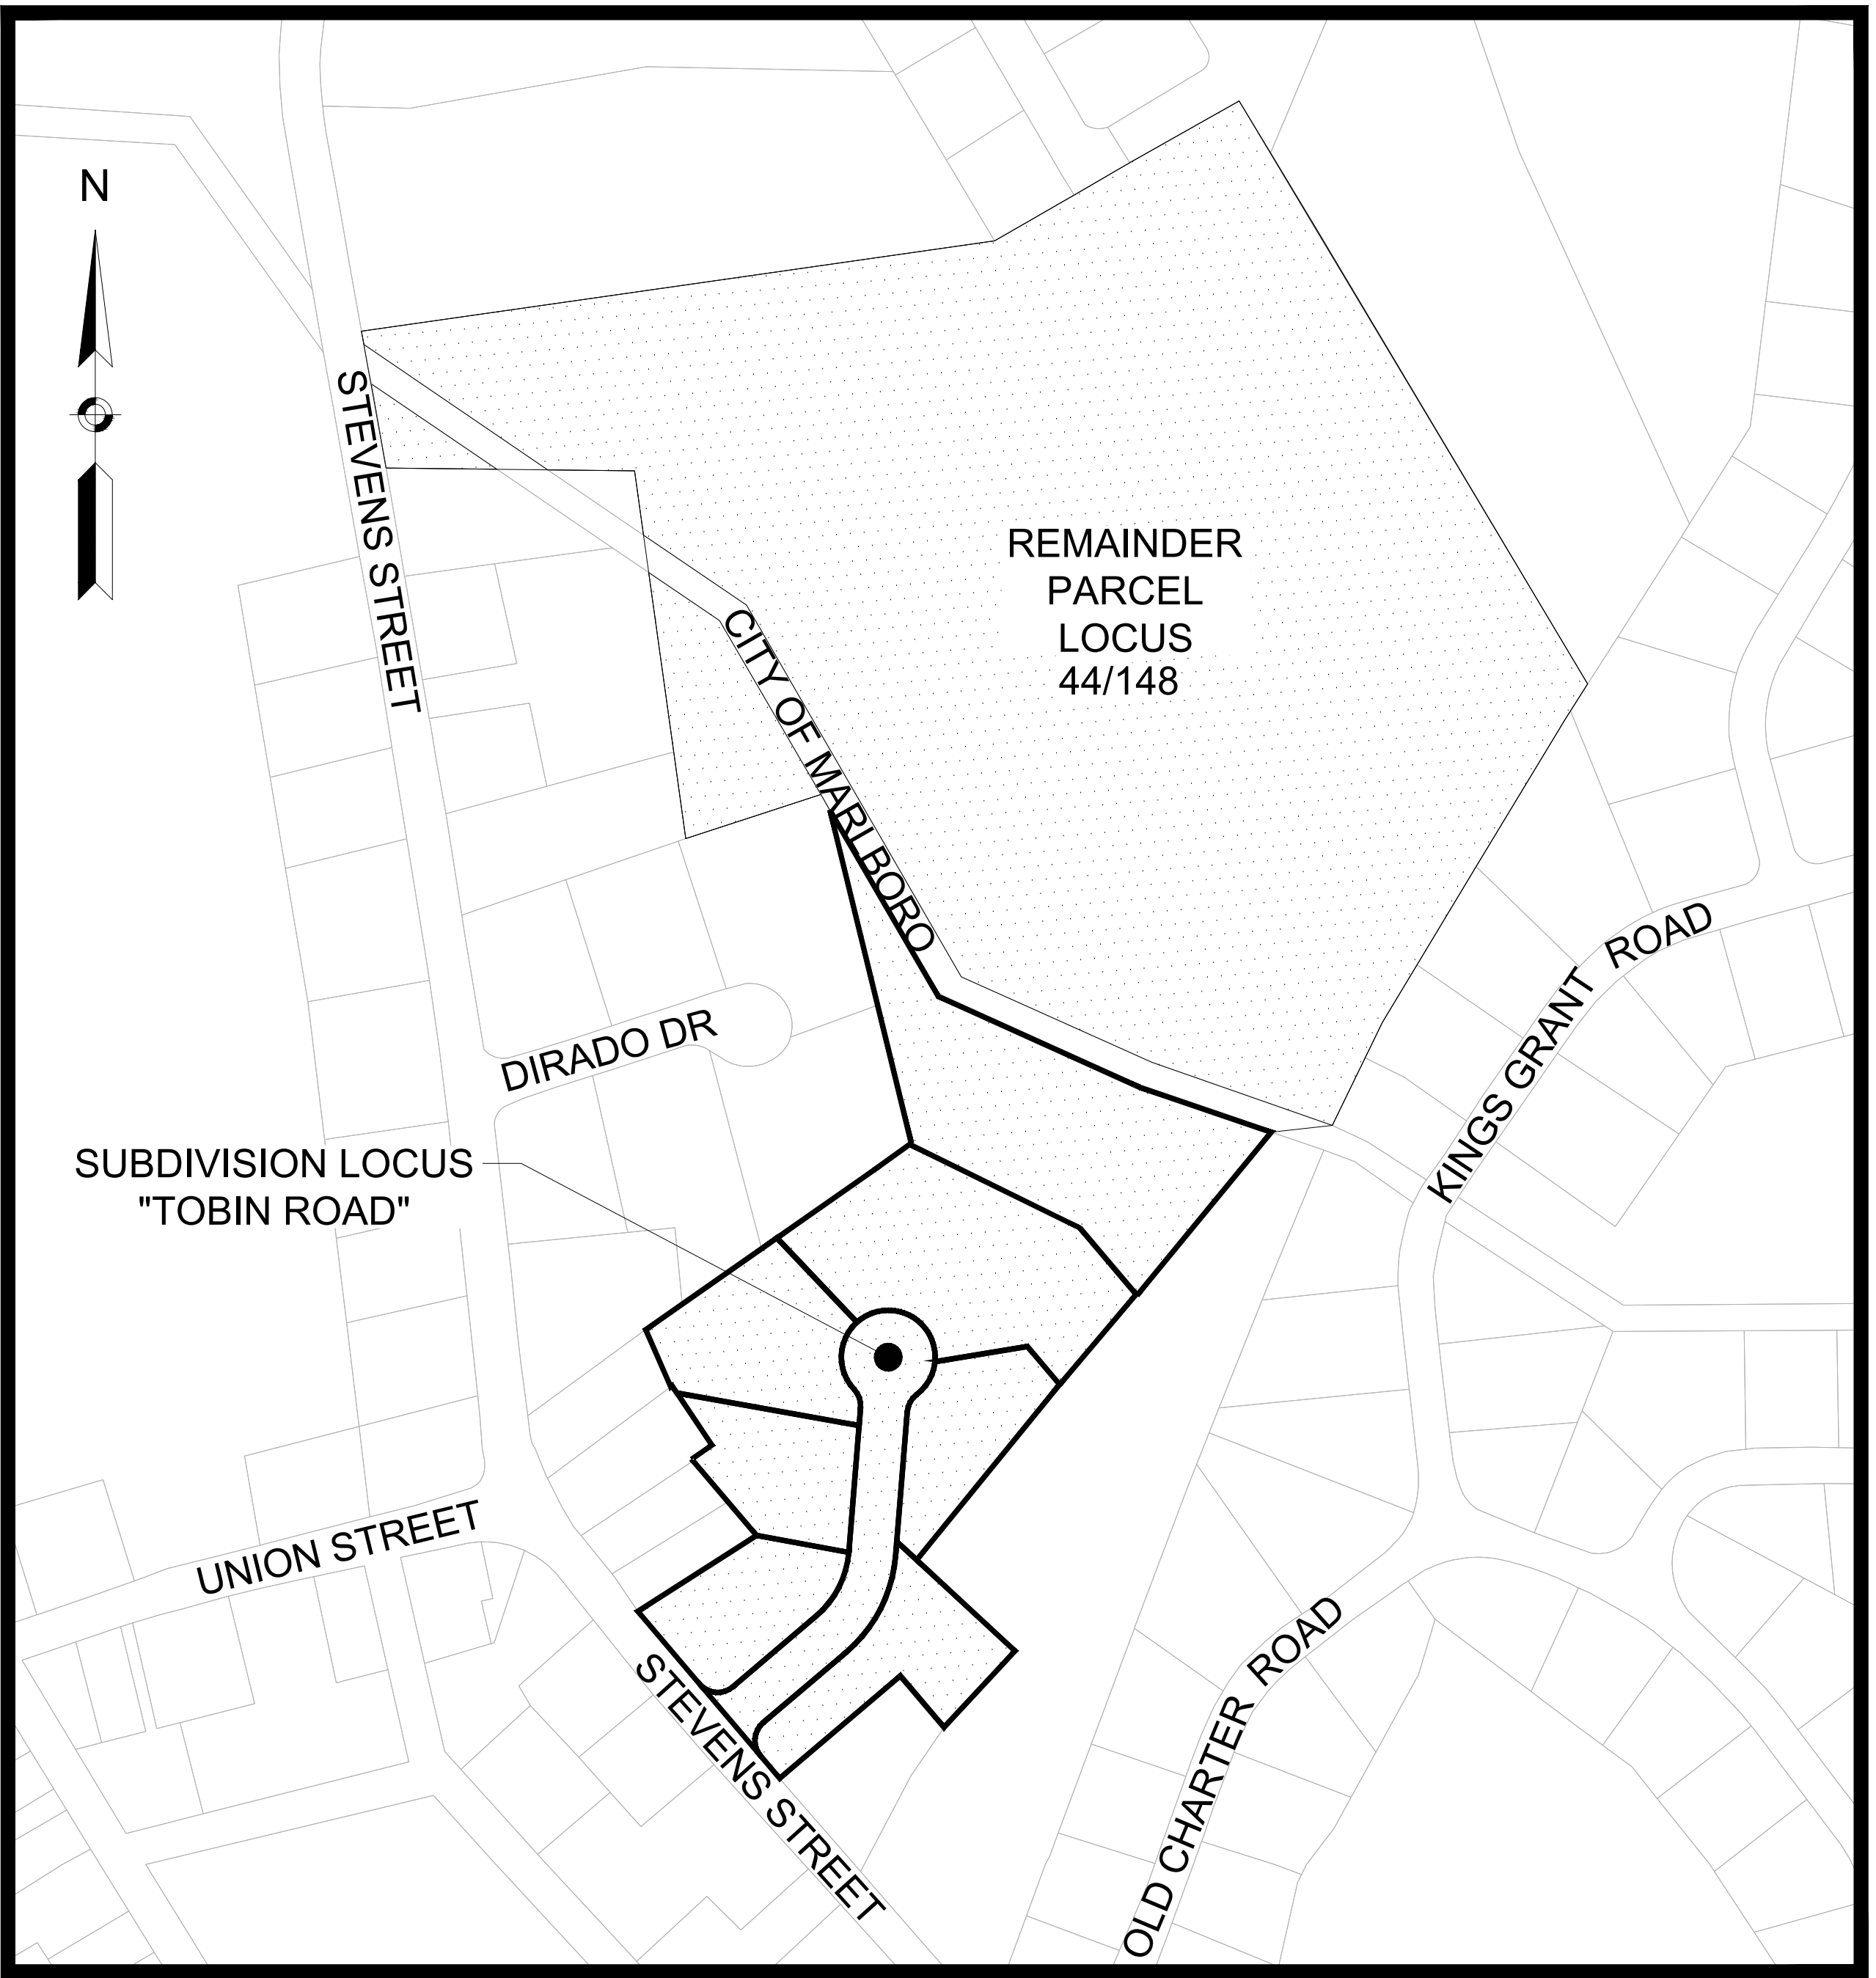 N
STEVENS STREET
REMAINDER
PARCEL
LOCUS
44/148
CITY OF MARLBORO
KINGS GRANT ROAD
DIRADO DR
SUBDIVISION LOCUS
"TOBIN ROAD"
UNION STREET
STEVENS STREET
OLD CHARTER ROAD